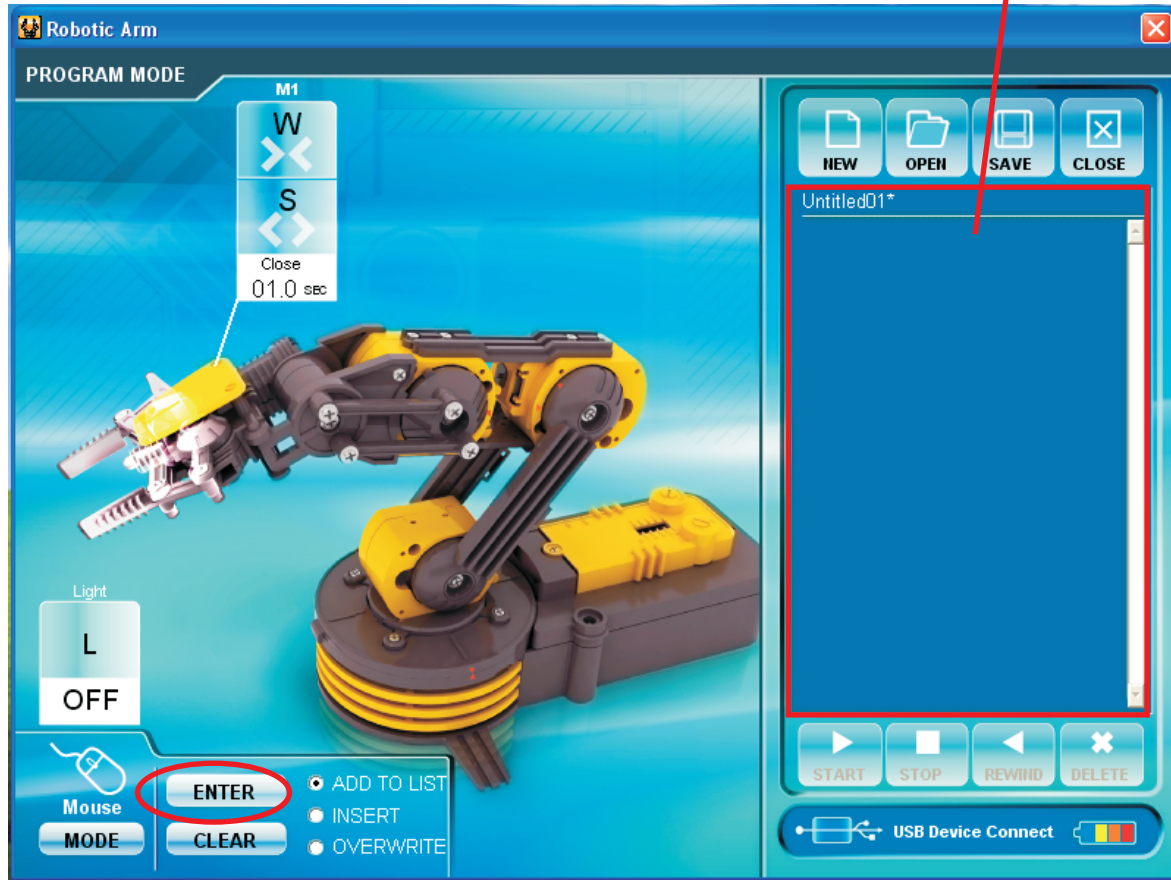 Robotic Arm
PROGRAM MODE
M1
W
S
Close
01.0 SEC
Light
L
OFF
Mouse
MODE
ENTER
CLEAR
ADD TO LIST
INSERT
OVERWRITE
NEW OPEN SAVE CLOSE
Untitled01*
START STOP REWIND DELETE
USB Device Connect